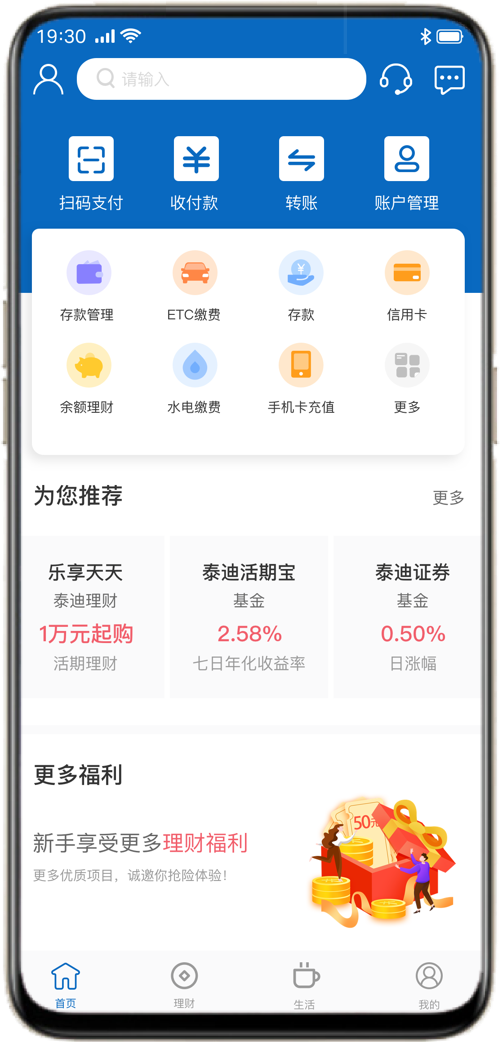 19:30
请输入
扫码支付 收付款 转账 账户管理
存款管理 ETC缴费 存款 信用卡
余额理财 水电缴费 手机卡充值 更多
为您推荐 更多
乐享天天 泰迪活期宝 泰迪证券
泰迪理财 基金 基金
1万元起购 2.58% 0.50%
活期理财 七日年化收益率 日涨幅
更多福利
50元
新手享受更多理财福利
更多优质项目，诚邀你抢险体验！
首页 理财 生活 我的